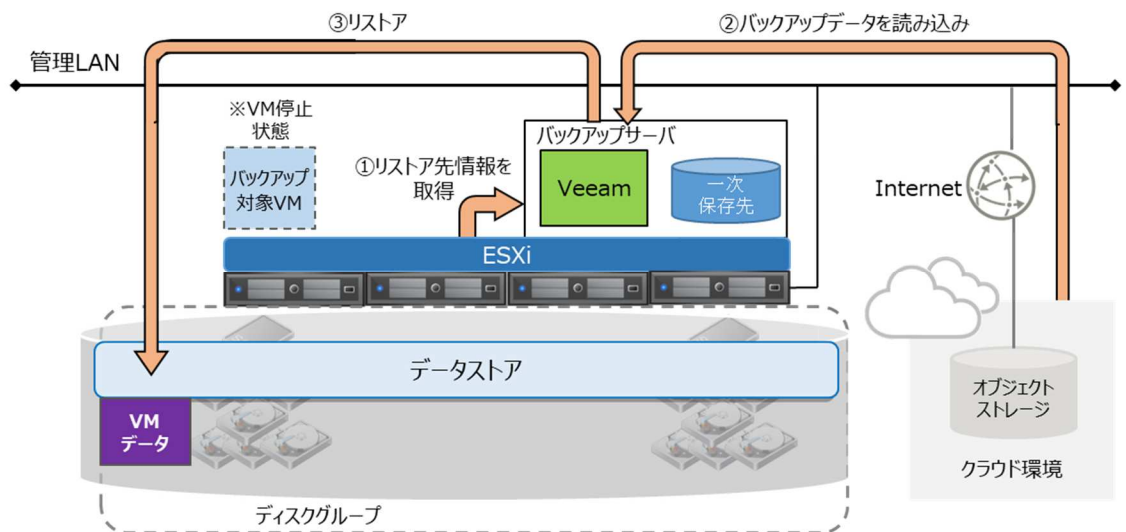 ③リストア
②バックアップデータを読み込み
管理LAN
※VM停止
状態
バックアップ
対象VM
①リストア先情報を
取得
バックアップサーバ
Veeam
一次
保存先
Internet
ESXi
データストア
VM
データ
オブジェクト
ストレージ
クラウド環境
ディスクグループ